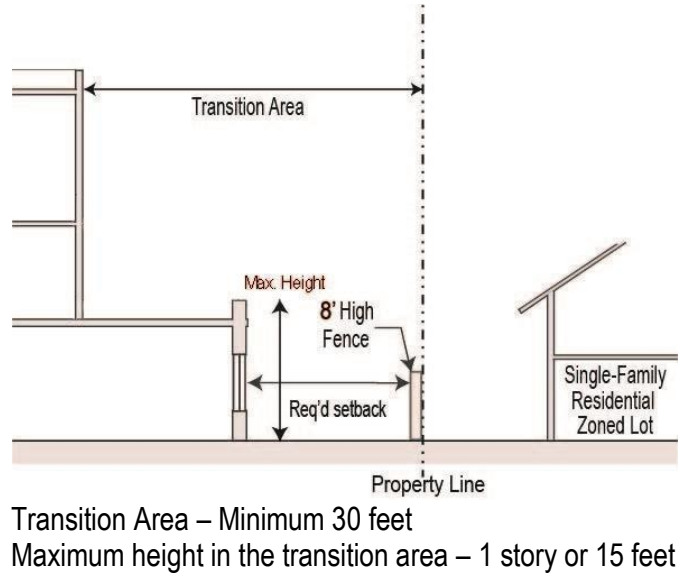 Transition Area
Max. Height
8' High
Fence
Req'd setback
Single-Family
Residential
Zoned Lot
Property Line
Transition Area – Minimum 30 feet
Maximum height in the transition area – 1 story or 15 feet